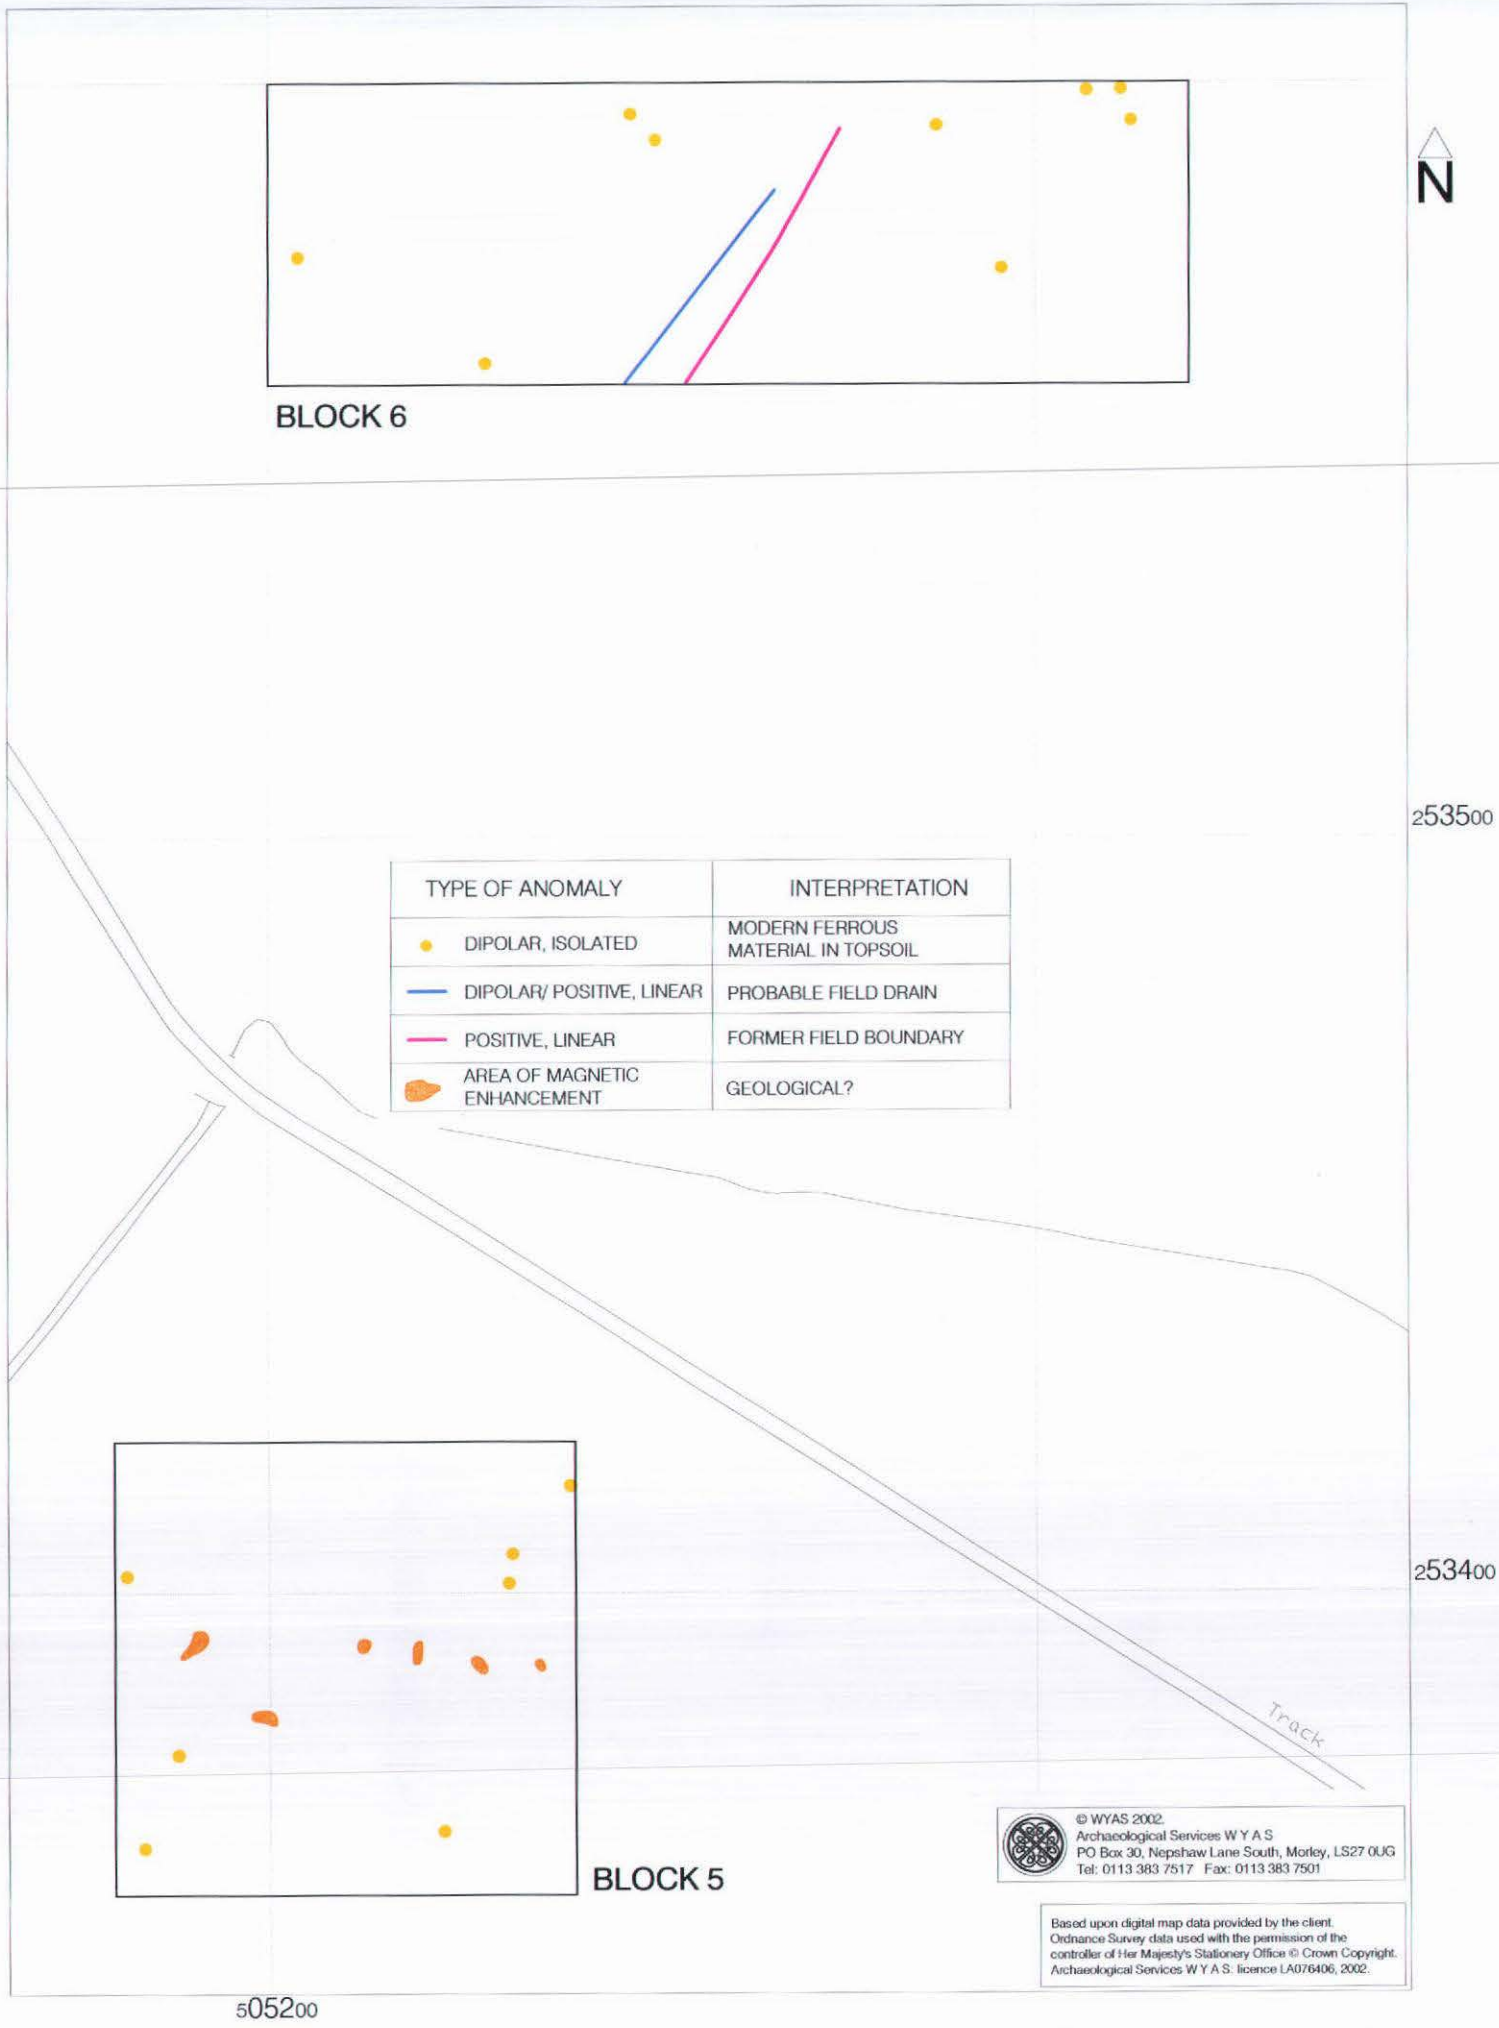 N
BLOCK 6
253500
TYPE OF ANOMALY INTERPRETATION
DIPOLAR, ISOLATED
MODERN FERROUS
MATERIAL IN TOPSOIL
DIPOLAR/ POSITIVE, LINEAR PROBABLE FIELD DRAIN
POSITIVE, LINEAR FORMER FIELD BOUNDARY
AREA OF MAGNETIC
ENHANCEMENT
GEOLOGICAL?
253400
Track
BLOCK 5
© WYAS 2002.
Archaeological Services W Y A S
PO Box 30, Nepshaw Lane South, Morley, LS27 0UG
Tel: 0113 383 7517 Fax: 0113 383 7501
Based upon digital map data provided by the client.
Ordnance Survey data used with the permission of the
controller of Her Majesty's Stationery Office © Crown Copyright.
Archaeological Services W Y A S: licence LA076406, 2002.
505200